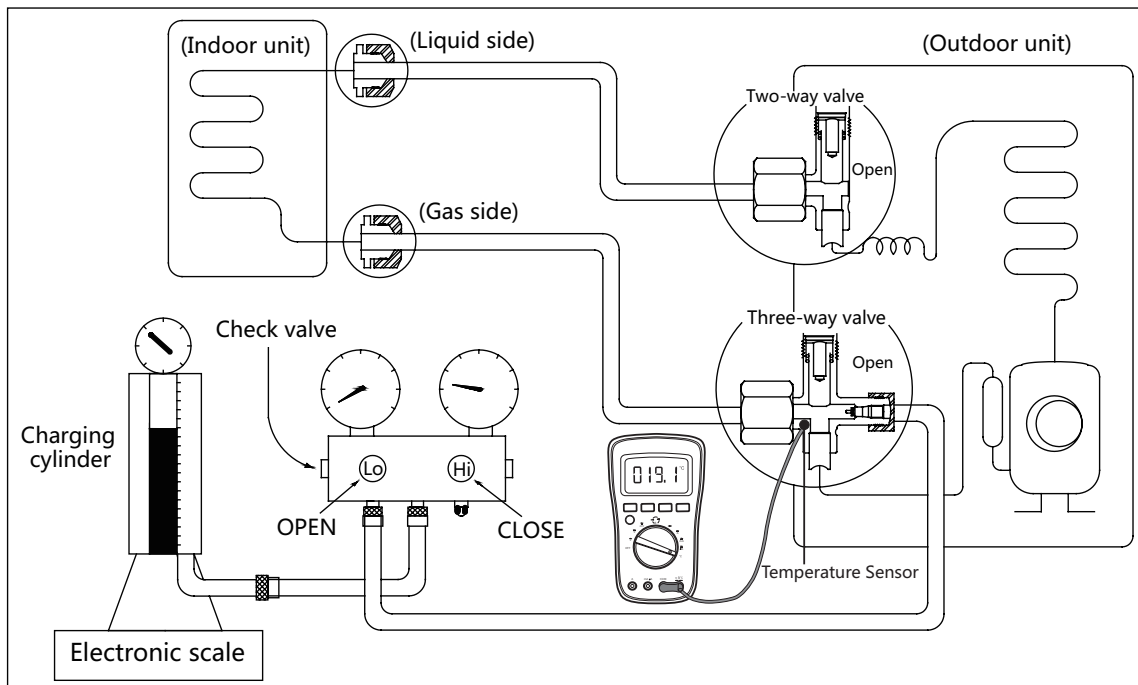 (Indoor unit)
(Liquid side)
(Outdoor unit)
Two-way valve
Open
(Gas side)
Three-way valve
Open
Check valve
Charging
cylinder
Lo
Hi
OPEN
CLOSE
019.1
°C
Temperature Sensor
Electronic scale